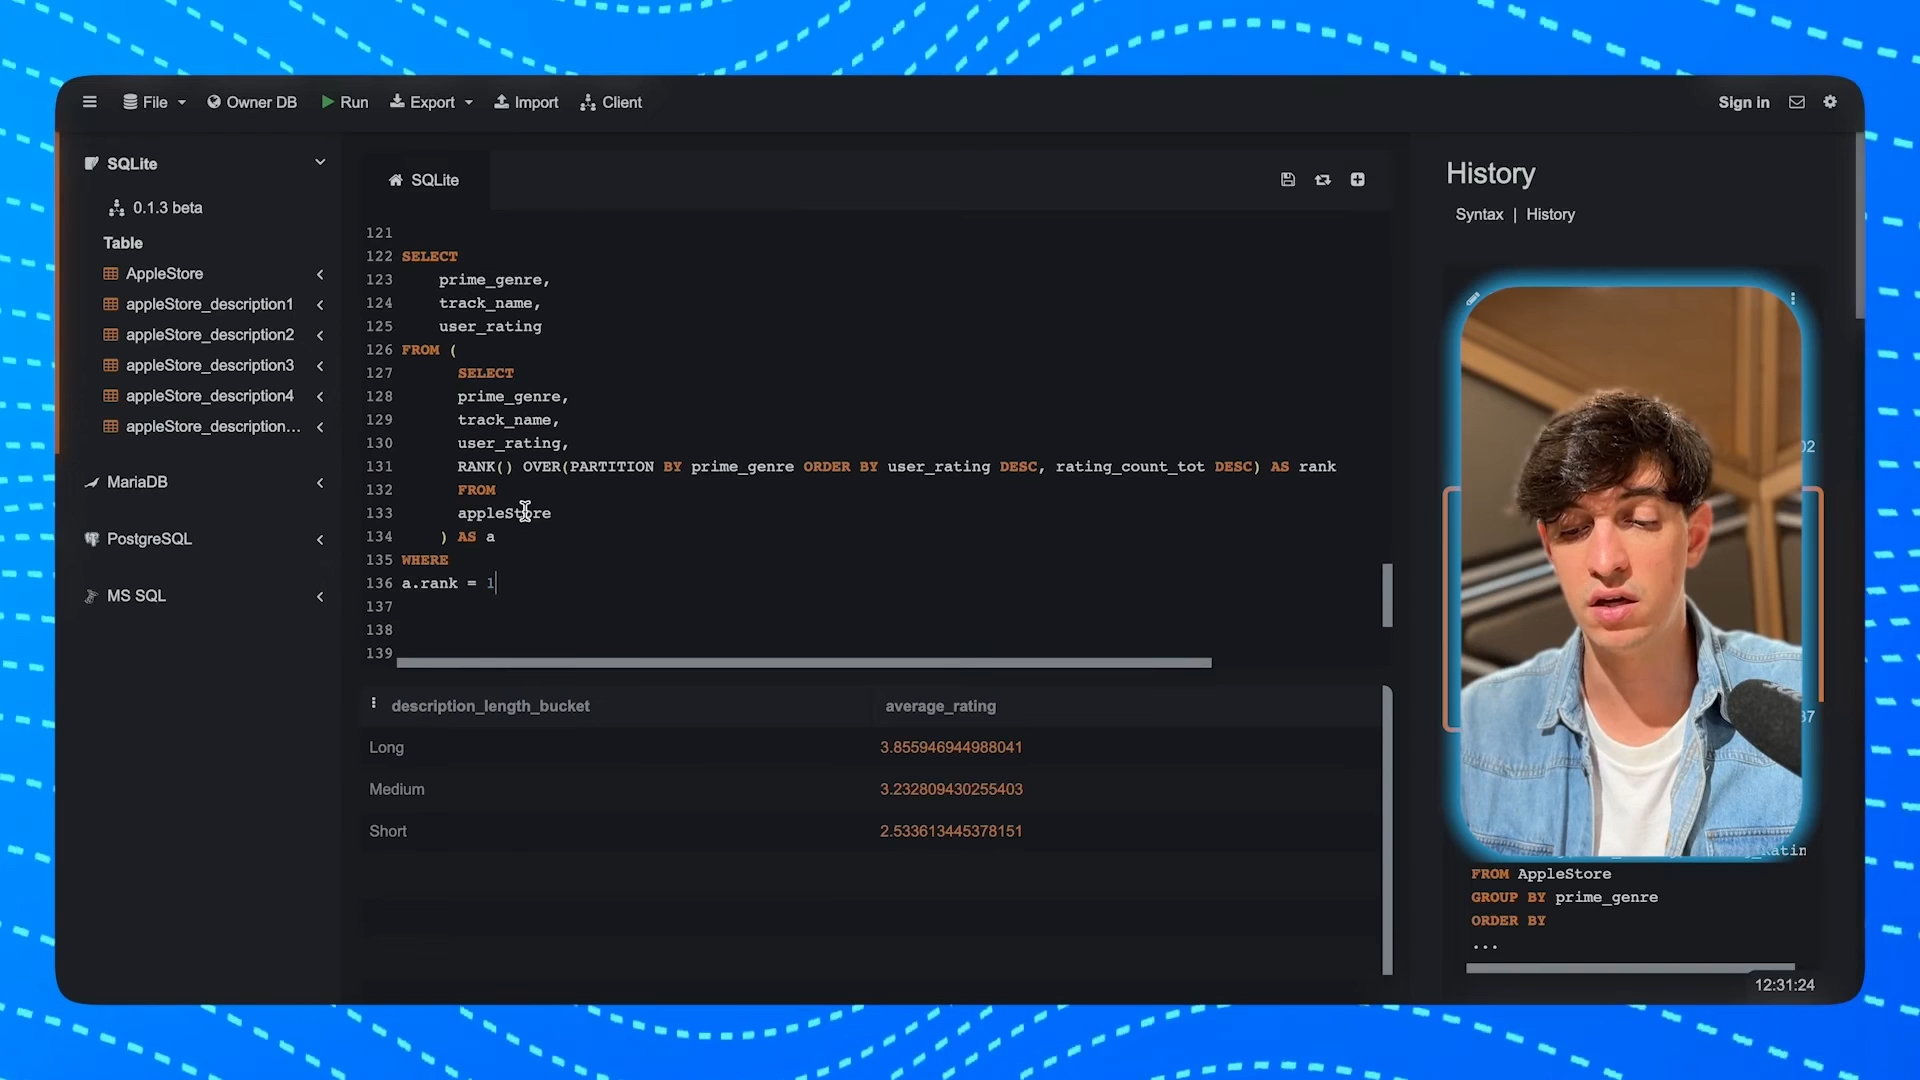 File
Owner DB
Run
Export
Import
Client
Sign in
SQLite
0.1.3 beta
Table
AppleStore
appleStore_description1
appleStore_description2
appleStore_description3
appleStore_description4
appleStore_description...
MariaDB
PostgreSQL
MS SQL
SQLite
121
122 SELECT
123 prime_genre,
124 track_name,
125 user_rating
126 FROM (
127 SELECT
128 prime_genre,
129 track_name,
130 user_rating,
131 RANK() OVER(PARTITION BY prime_genre ORDER BY user_rating DESC, rating_count_tot DESC) AS rank
132 FROM
133 appleStore
134 ) AS a
135 WHERE
136 a.rank = 1
137
138
139
description_length_bucket average_rating
Long 3.855946944988041
Medium 3.232809430255403
Short 2.533613445378151
History
Syntax | History
02
37
FROM AppleStore
GROUP BY prime_genre
ORDER BY
...
12:31:24